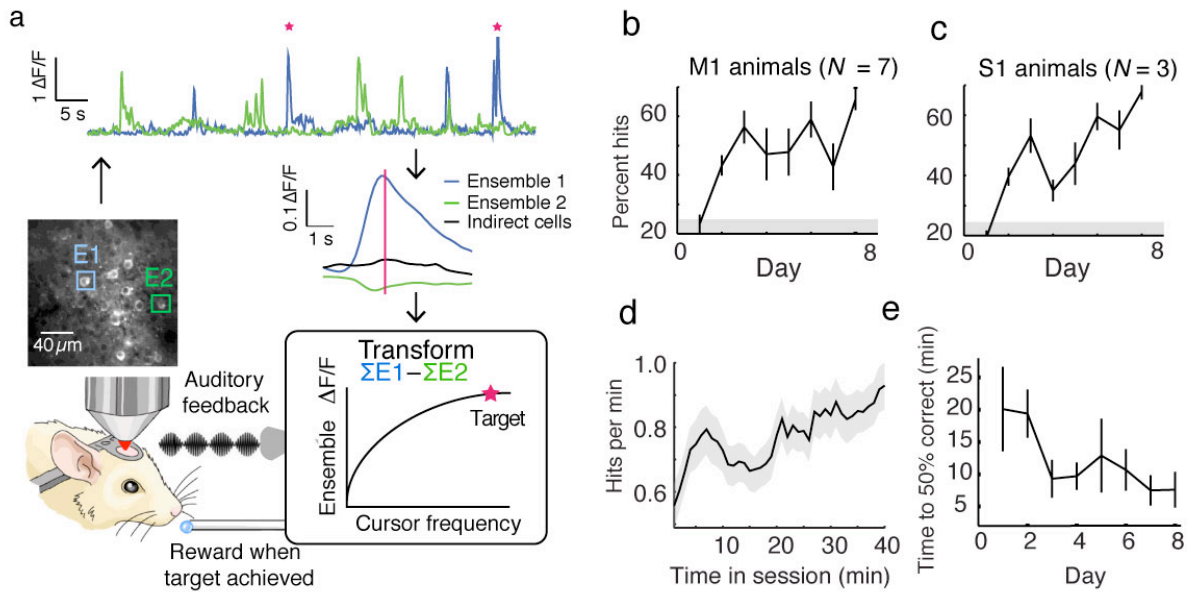 a
1 ΔF/F
5 s
E1
E2
40 µm
0.1 ΔF/F
1 s
Ensemble 1
Ensemble 2
Indirect cells
Auditory
feedback
Transform
ΣE1–ΣE2
Ensemble ΔF/F
Target
Cursor frequency
Reward when
target achieved
b
M1 animals (N = 7)
Percent hits
60
40
20
0
8
Day
c
S1 animals (N = 3)
60
40
20
0
8
Day
d
Hits per min
1.0
0.8
0.6
10
20
30
40
Time in session (min)
e
Time to 50% correct (min)
25
20
15
10
5
0
2
4
6
8
Day